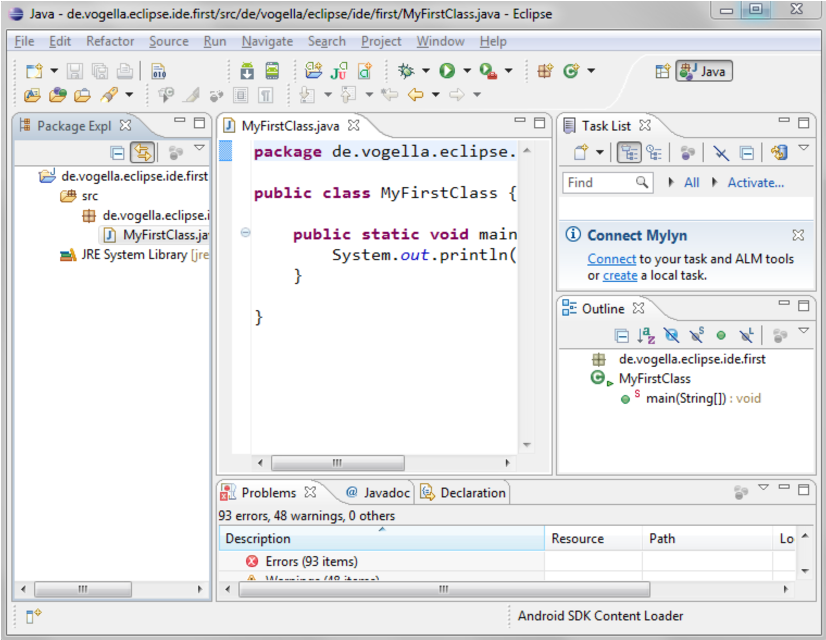 Java - de.vogella.eclipse.ide.first/src/de/vogella/eclipse/ide/first/MyFirstClass.java - Eclipse
File Edit Refactor Source Run Navigate Search Project Window Help
Java
Package Expl
de.vogella.eclipse.ide.first
src
de.vogella.eclipse.i
MyFirstClass.jav
JRE System Library [jre
MyFirstClass.java
package de.vogella.eclipse.
public class MyFirstClass {
public static void main
System.out.println(
}
}
Task List
Find All Activate...
Connect Mylyn
Connect to your task and ALM tools
or create a local task.
Outline
de.vogella.eclipse.ide.first
MyFirstClass
main(String[]) : void
Problems @ Javadoc Declaration
93 errors, 48 warnings, 0 others
Description Resource Path Lo
Errors (93 items)
Warnings (48 items)
Android SDK Content Loader